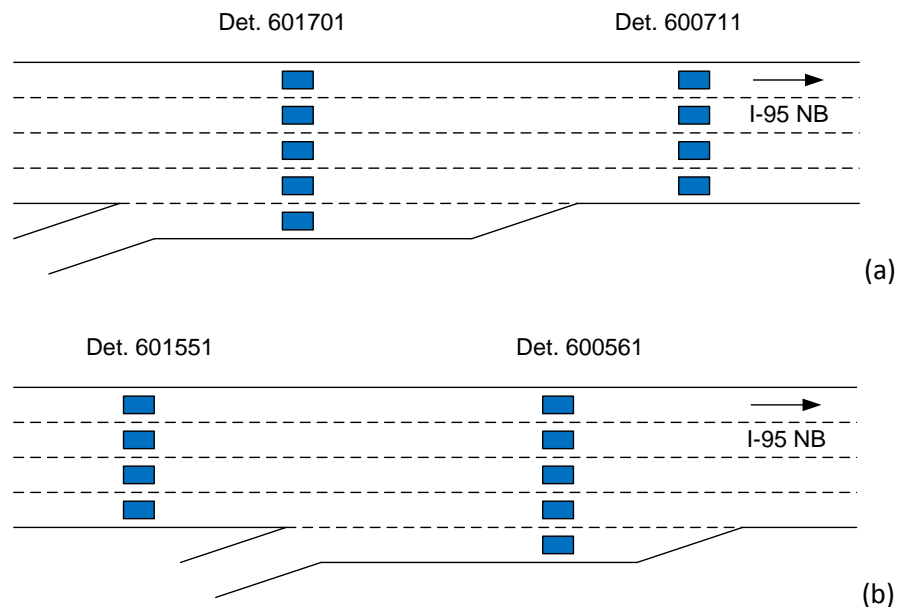 Det. 601701 Det. 600711
I-95 NB
(a)
Det. 601551 Det. 600561
I-95 NB
(b)